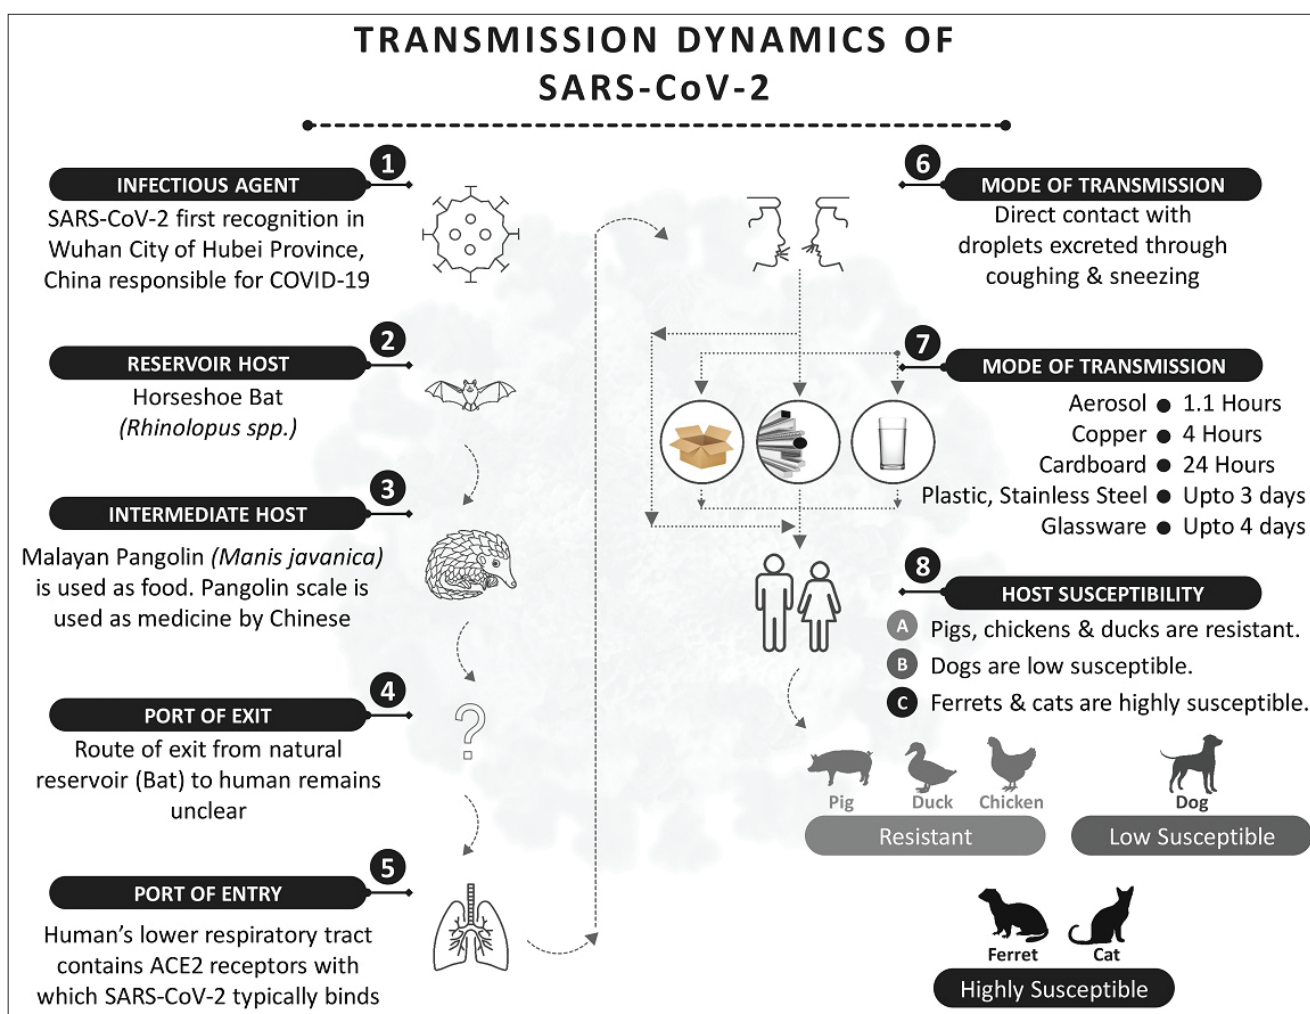 TRANSMISSION DYNAMICS OF
SARS-CoV-2
1
INFECTIOUS AGENT
SARS-CoV-2 first recognition in
Wuhan City of Hubei Province,
China responsible for COVID-19
2
RESERVOIR HOST
Horseshoe Bat
(Rhinolopus spp.)
3
INTERMEDIATE HOST
Malayan Pangolin (Manis javanica)
is used as food. Pangolin scale is
used as medicine by Chinese
4
PORT OF EXIT
Route of exit from natural
reservoir (Bat) to human remains
unclear
?
5
PORT OF ENTRY
Human's lower respiratory tract
contains ACE2 receptors with
which SARS-CoV-2 typically binds
6
MODE OF TRANSMISSION
Direct contact with
droplets excreted through
coughing & sneezing
7
MODE OF TRANSMISSION
Aerosol ● 1.1 Hours
Copper ● 4 Hours
Cardboard ● 24 Hours
Plastic, Stainless Steel ● Upto 3 days
Glassware ● Upto 4 days
8
HOST SUSCEPTIBILITY
A Pigs, chickens & ducks are resistant.
B Dogs are low susceptible.
C Ferrets & cats are highly susceptible.
Pig Duck Chicken
Resistant
Dog
Low Susceptible
Ferret Cat
Highly Susceptible